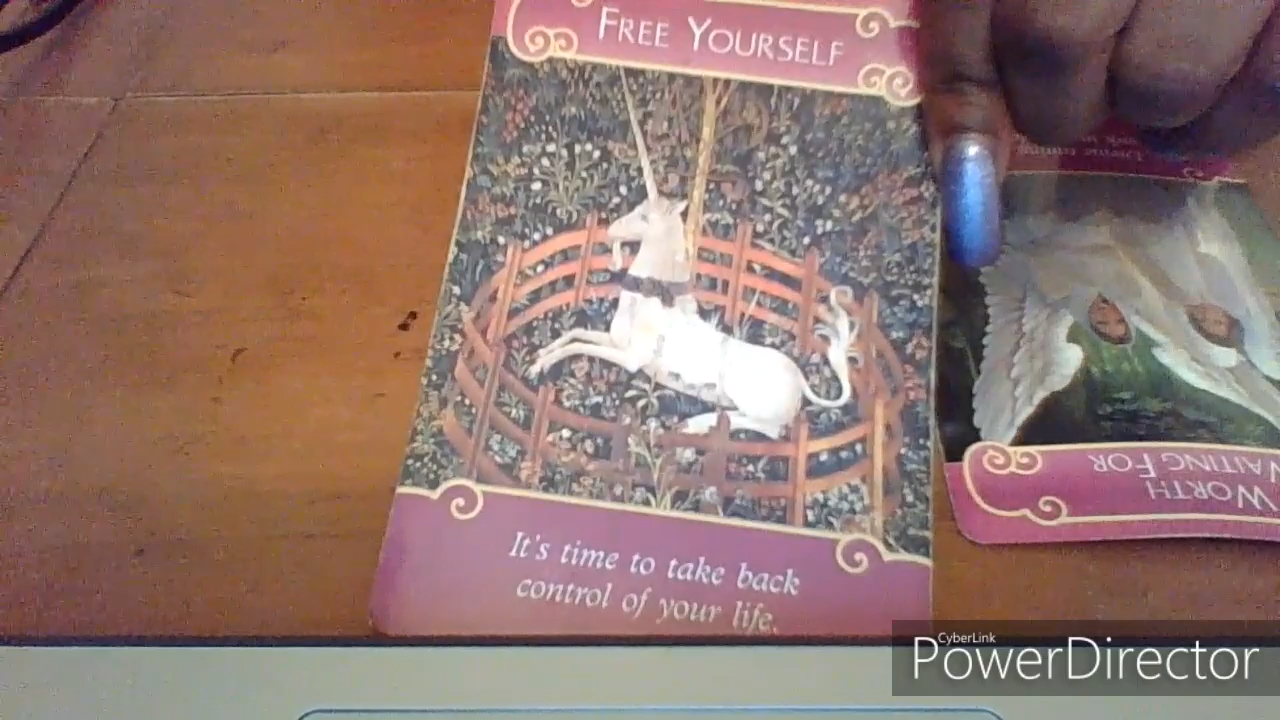 FREE YOURSELF
It's time to take back
control of your life.
WORTH
WAITING FOR
CyberLink
PowerDirector